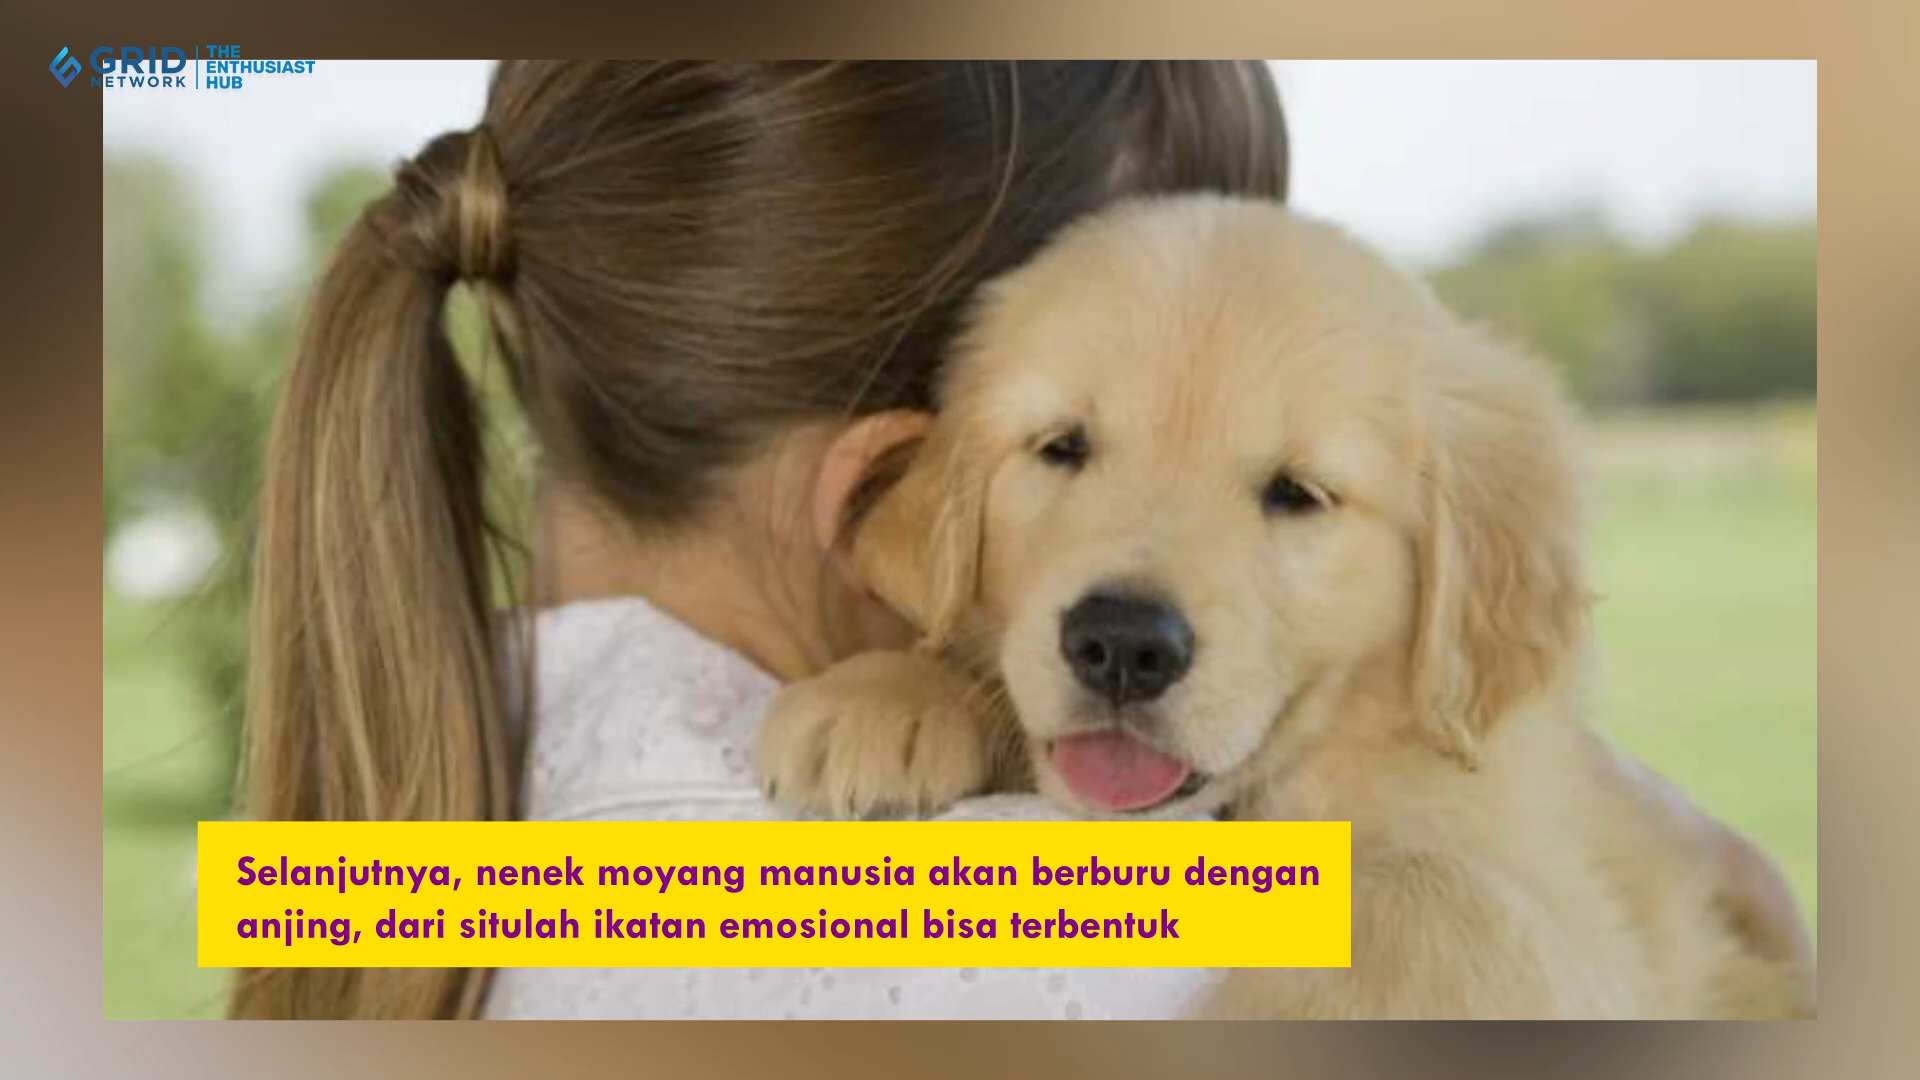 GRID
NETWORK
THE
ENTHUSIAST
HUB
Selanjutnya, nenek moyang manusia akan berburu dengan
anjing, dari situlah ikatan emosional bisa terbentuk